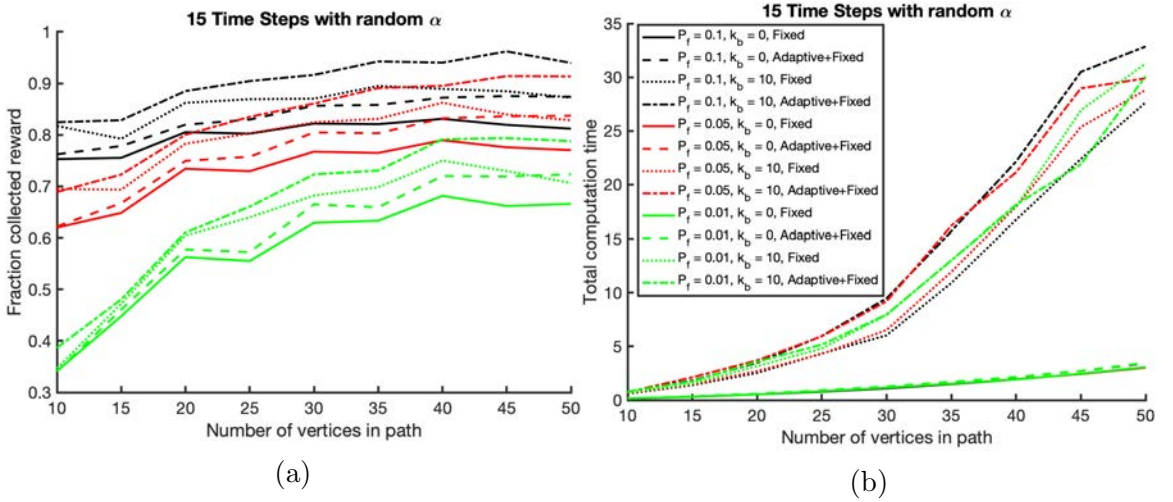 15 Time Steps with random α
Fraction collected reward
1
0.9
0.8
0.7
0.6
0.5
0.4
0.3
10 15 20 25 30 35 40 45 50
Number of vertices in path
(a)
15 Time Steps with random α
Total computation time
35
30
25
20
15
10
5
0
P_f = 0.1, k_b = 0, Fixed
P_f = 0.1, k_b = 0, Adaptive+Fixed
P_f = 0.1, k_b = 10, Fixed
P_f = 0.1, k_b = 10, Adaptive+Fixed
P_f = 0.05, k_b = 0, Fixed
P_f = 0.05, k_b = 0, Adaptive+Fixed
P_f = 0.05, k_b = 10, Fixed
P_f = 0.05, k_b = 10, Adaptive+Fixed
P_f = 0.01, k_b = 0, Fixed
P_f = 0.01, k_b = 0, Adaptive+Fixed
P_f = 0.01, k_b = 10, Fixed
P_f = 0.01, k_b = 10, Adaptive+Fixed
10 15 20 25 30 35 40 45 50
Number of vertices in path
(b)